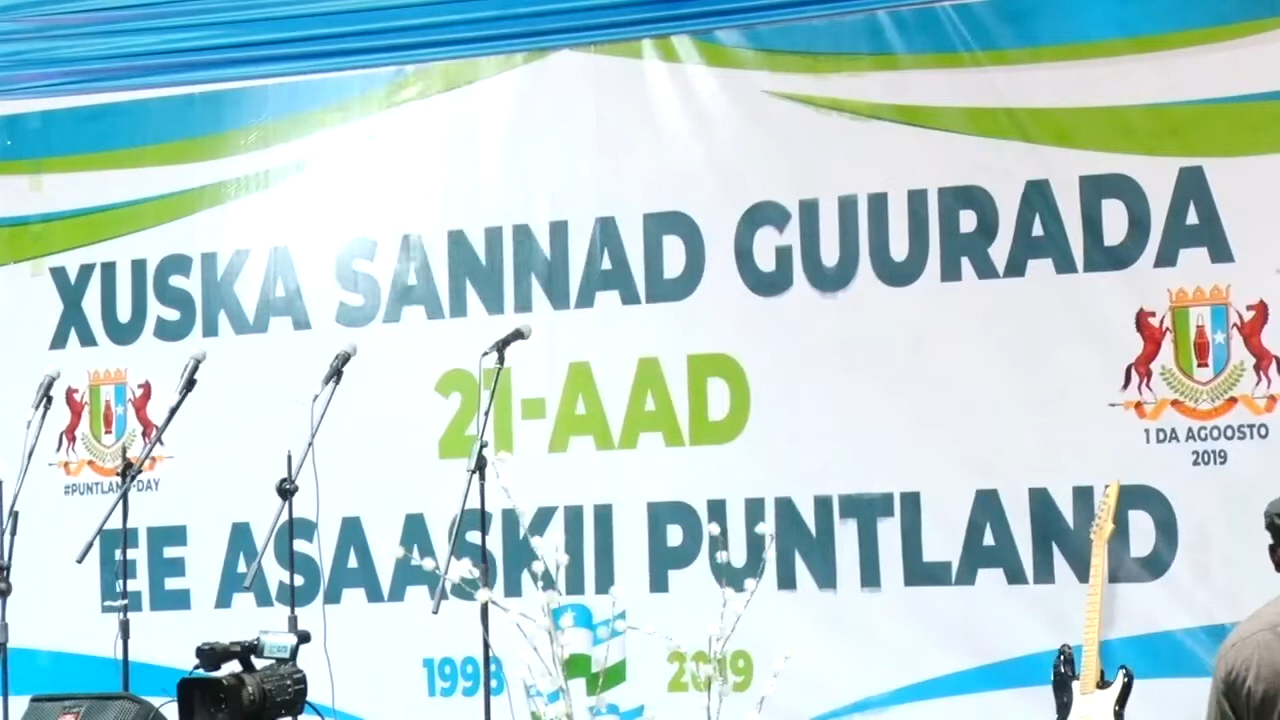 XUSKA SANNAD GUURADA
21-AAD
#PUNTLAND-DAY
1 DA AGOOSTO
2019
EE ASAASKII PUNTLAND
1998 2019